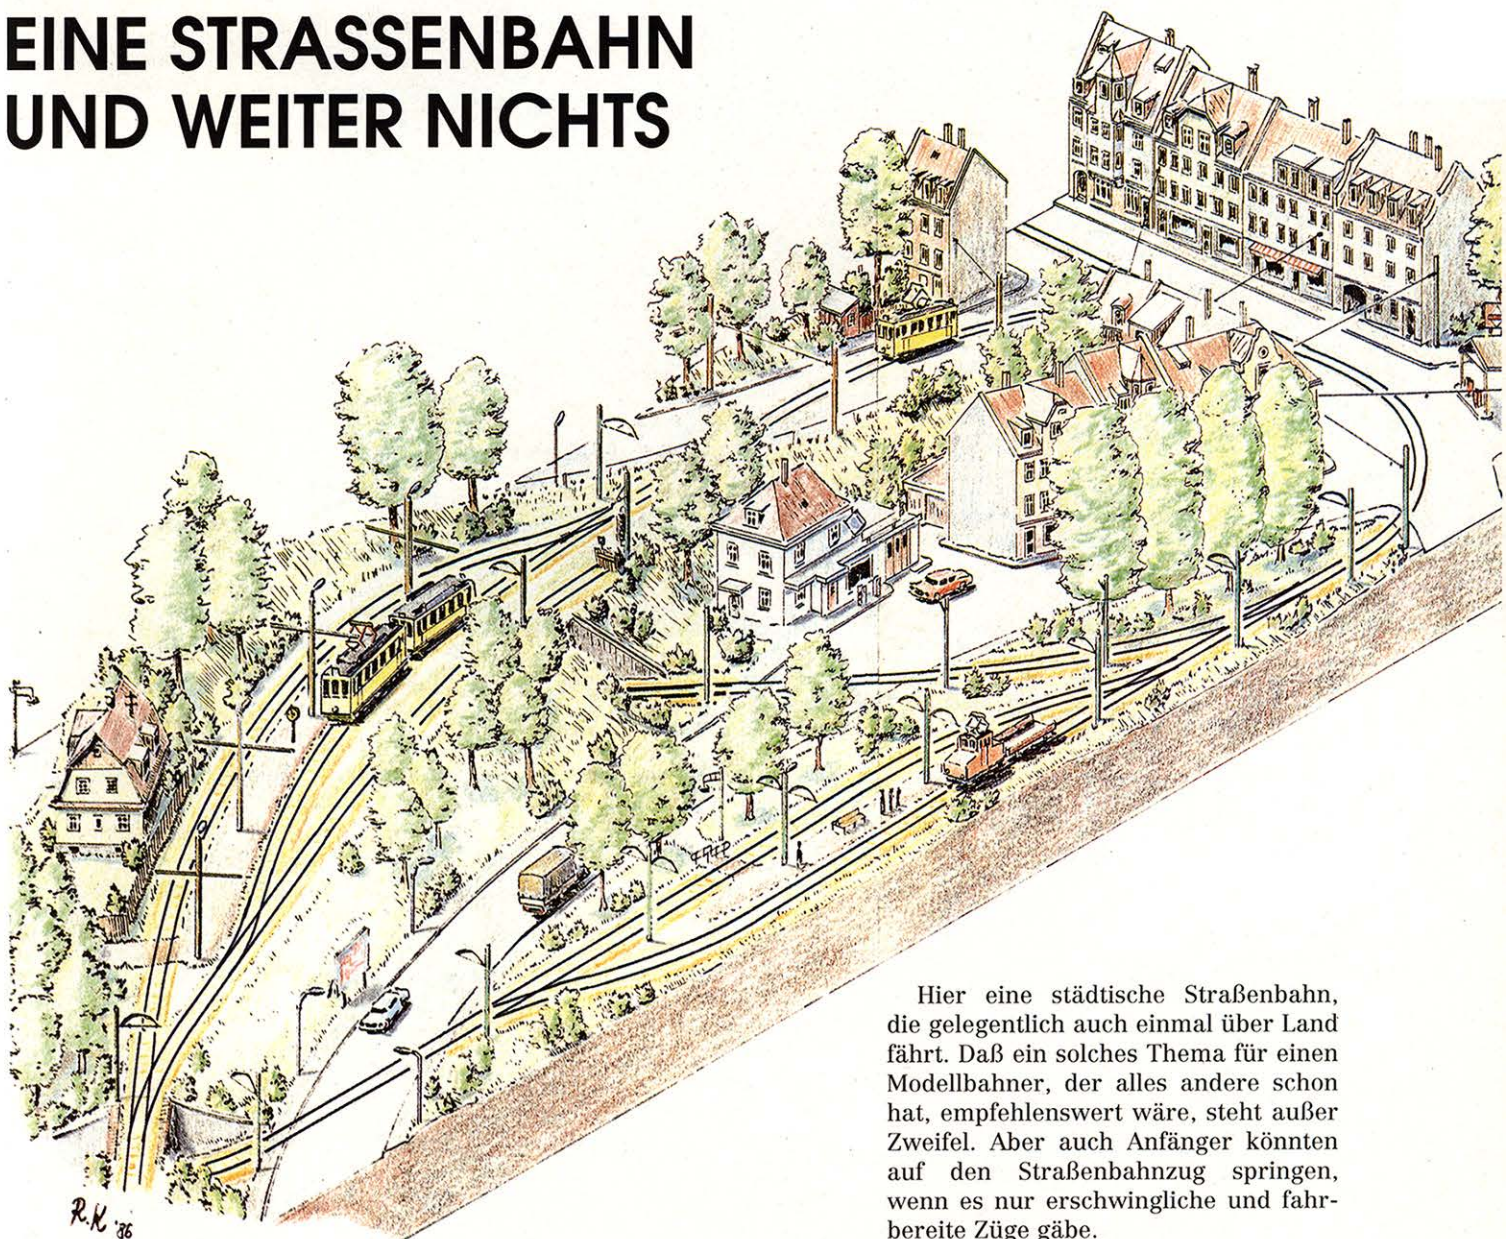 EINE STRASSENBAHN
UND WEITER NICHTS
Hier eine städtische Straßenbahn,
die gelegentlich auch einmal über Land
fährt. Daß ein solches Thema für einen
Modellbahner, der alles andere schon
hat, empfehlenswert wäre, steht außer
Zweifel. Aber auch Anfänger könnten
auf den Straßenbahnzug springen,
wenn es nur erschwingliche und fahr-
bereite Züge gäbe.
R.K '86